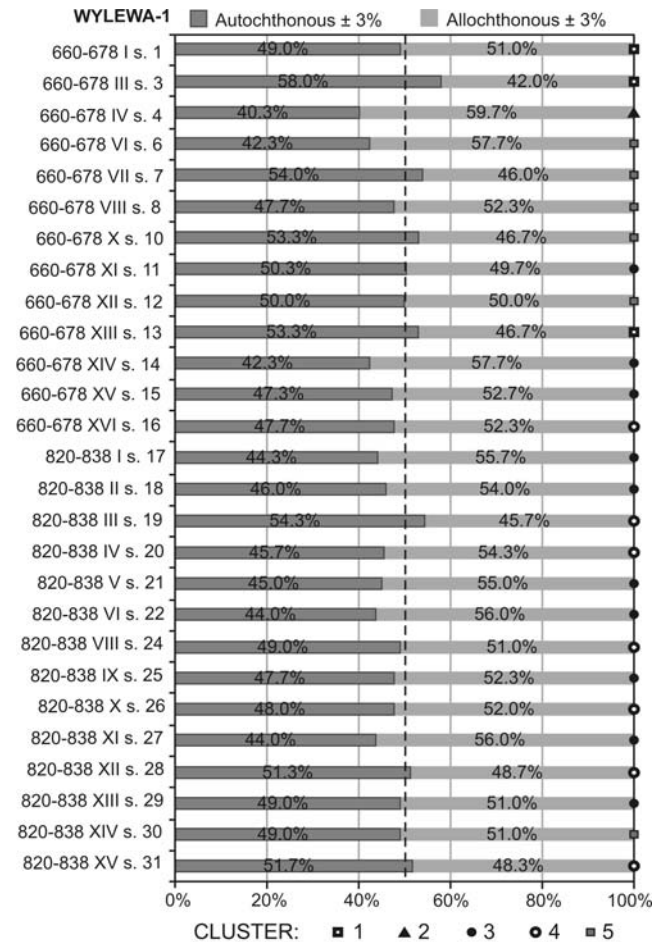 WYLEWA-1 Autochthonous ± 3% Allochthonous ± 3%
660-678 I s. 1 49.0% 51.0%
660-678 III s. 3 58.0% 42.0%
660-678 IV s. 4 40.3% 59.7%
660-678 VI s. 6 42.3% 57.7%
660-678 VII s. 7 54.0% 46.0%
660-678 VIII s. 8 47.7% 52.3%
660-678 X s. 10 53.3% 46.7%
660-678 XI s. 11 50.3% 49.7%
660-678 XII s. 12 50.0% 50.0%
660-678 XIII s. 13 53.3% 46.7%
660-678 XIV s. 14 42.3% 57.7%
660-678 XV s. 15 47.3% 52.7%
660-678 XVI s. 16 47.7% 52.3%
820-838 I s. 17 44.3% 55.7%
820-838 II s. 18 46.0% 54.0%
820-838 III s. 19 54.3% 45.7%
820-838 IV s. 20 45.7% 54.3%
820-838 V s. 21 45.0% 55.0%
820-838 VI s. 22 44.0% 56.0%
820-838 VIII s. 24 49.0% 51.0%
820-838 IX s. 25 47.7% 52.3%
820-838 X s. 26 48.0% 52.0%
820-838 XI s. 27 44.0% 56.0%
820-838 XII s. 28 51.3% 48.7%
820-838 XIII s. 29 49.0% 51.0%
820-838 XIV s. 30 49.0% 51.0%
820-838 XV s. 31 51.7% 48.3%
0% 20% 40% 60% 80% 100%
CLUSTER: 1 2 3 4 5